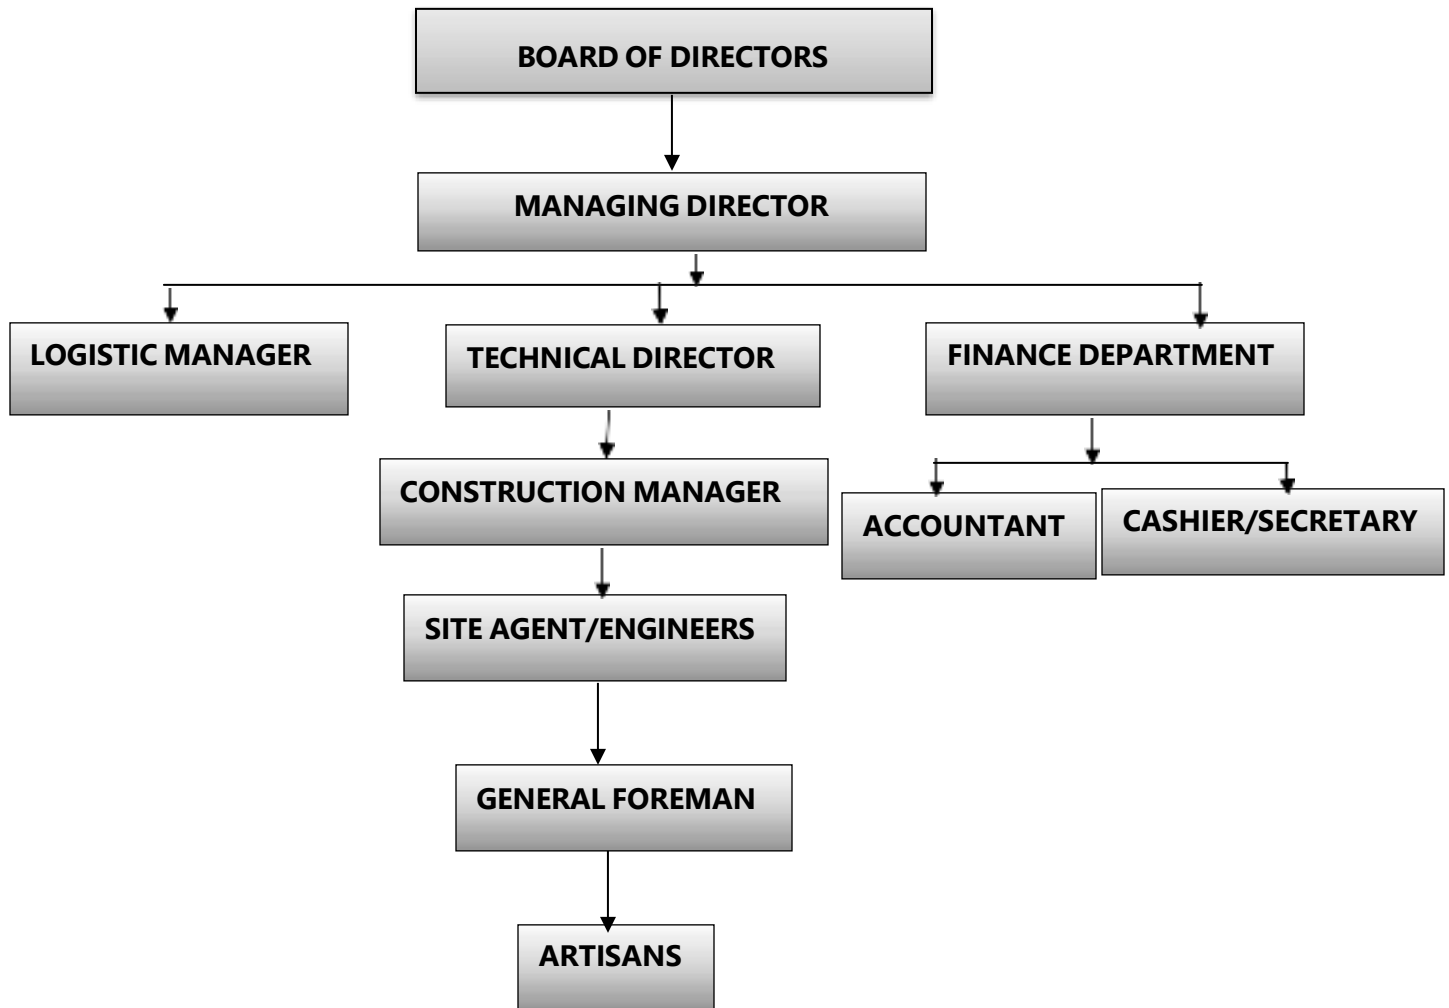 BOARD OF DIRECTORS
MANAGING DIRECTOR
LOGISTIC MANAGER
TECHNICAL DIRECTOR
FINANCE DEPARTMENT
CONSTRUCTION MANAGER
ACCOUNTANT
CASHIER/SECRETARY
SITE AGENT/ENGINEERS
GENERAL FOREMAN
ARTISANS